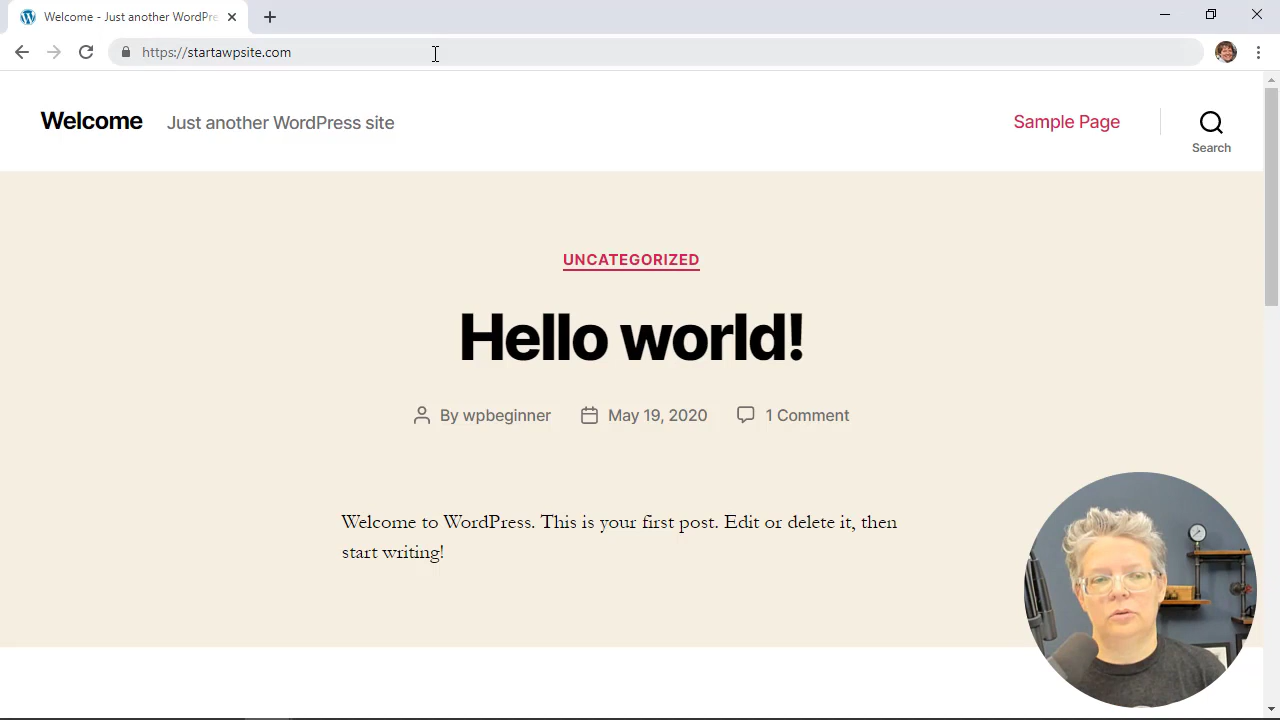 Welcome - Just another WordPre
https://startawpsite.com
Welcome Just another WordPress site
Sample Page
Search
UNCATEGORIZED
Hello world!
By wpbeginner May 19, 2020 1 Comment
Welcome to WordPress. This is your first post. Edit or delete it, then
start writing!